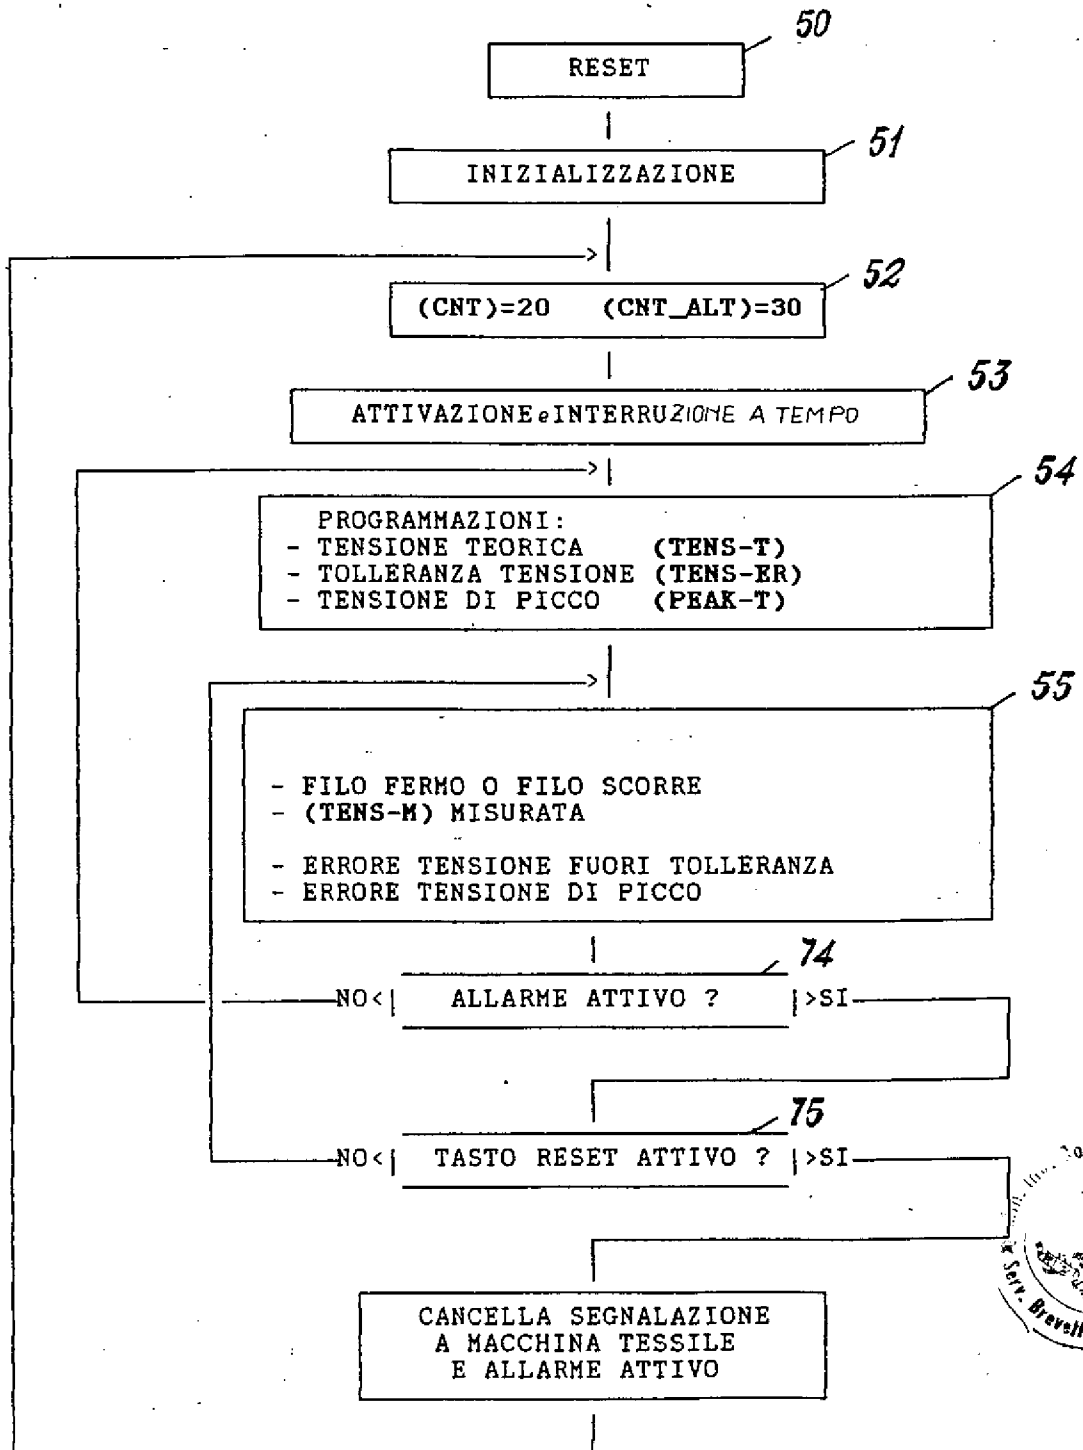 50
RESET
51
INIZIALIZZAZIONE
52
(CNT)=20 (CNT_ALT)=30
53
ATTIVAZIONE e INTERRUZIONE A TEMPO
54
PROGRAMMAZIONI:
- TENSIONE TEORICA (TENS-T)
- TOLLERANZA TENSIONE (TENS-ER)
- TENSIONE DI PICCO (PEAK-T)
55
- FILO FERMO O FILO SCORRE
- (TENS-M) MISURATA
- ERRORE TENSIONE FUORI TOLLERANZA
- ERRORE TENSIONE DI PICCO
74
NO< ALLARME ATTIVO ? >SI
75
NO< TASTO RESET ATTIVO ? >SI
CANCELLA SEGNALAZIONE
A MACCHINA TESSILE
E ALLARME ATTIVO
Serv.